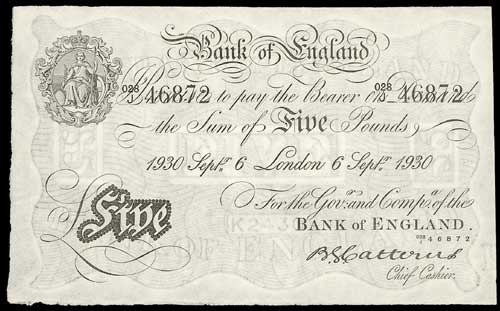 Bank of England
028 46872 to pay the Bearer on Demand 028 46872
the Sum of Five Pounds
1930 Septr 6 London 6 Septr 1930
For the Govr. and Compa. of the
BANK OF ENGLAND.
46872
Five
B G Catterns
Chief Cashier.